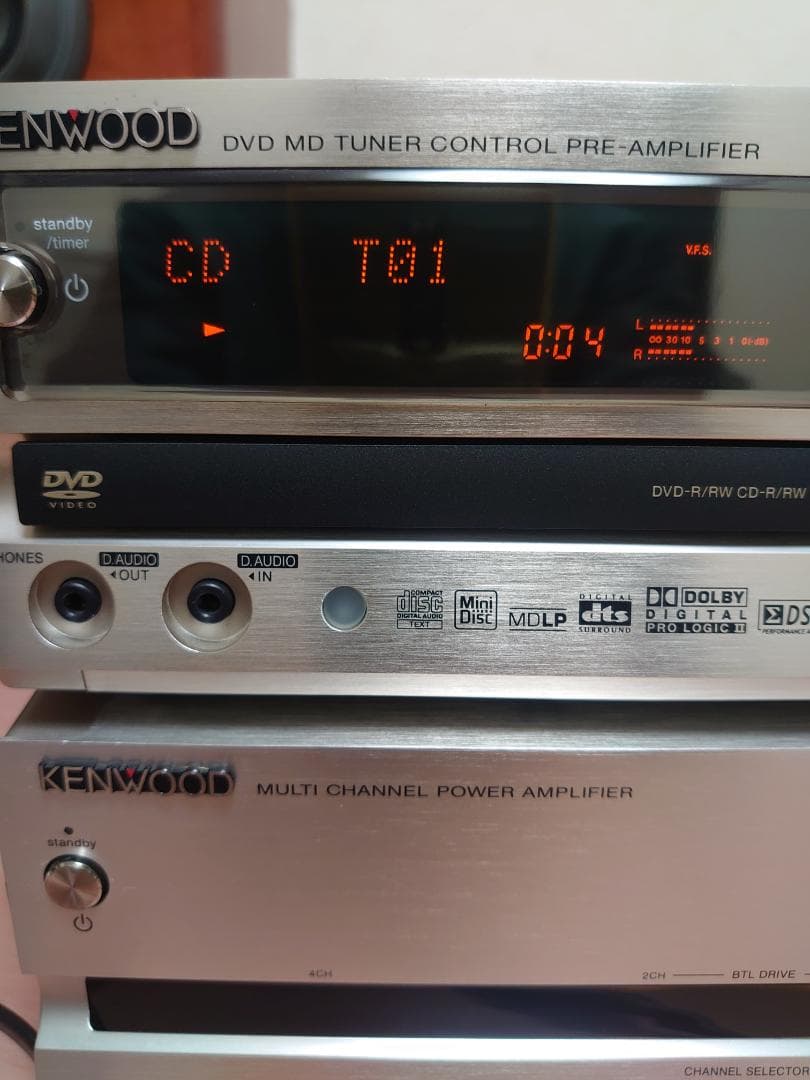 ENWOOD DVD MD TUNER CONTROL PRE-AMPLIFIER
standby
/timer
CD T01
V.F.S.
0:04
L
∞ 30 10 5 3 1 0(-dB)
R
DVD
VIDEO
DVD-R/RW CD-R/RW
HONES
D.AUDIO
◄OUT
D.AUDIO
◄IN
COMPACT
disc
DIGITAL AUDIO
TEXT
Mini
Disc
MDLP
DIGITAL
dts
SURROUND
DOLBY
DIGITAL
PRO LOGIC II
DS
KENWOOD MULTI CHANNEL POWER AMPLIFIER
standby
4CH
2CH
BTL DRIVE
CHANNEL SELECTOR